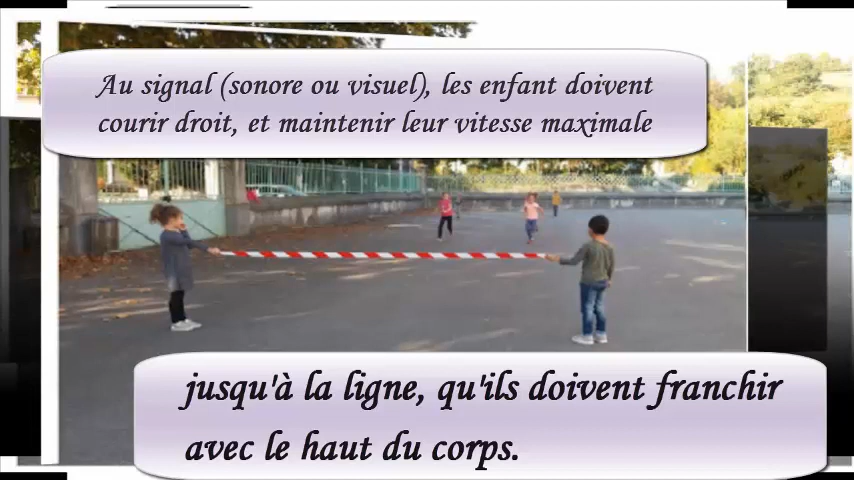 Au signal (sonore ou visuel), les enfant doivent
courir droit, et maintenir leur vitesse maximale
jusqu'à la ligne, qu'ils doivent franchir
avec le haut du corps.